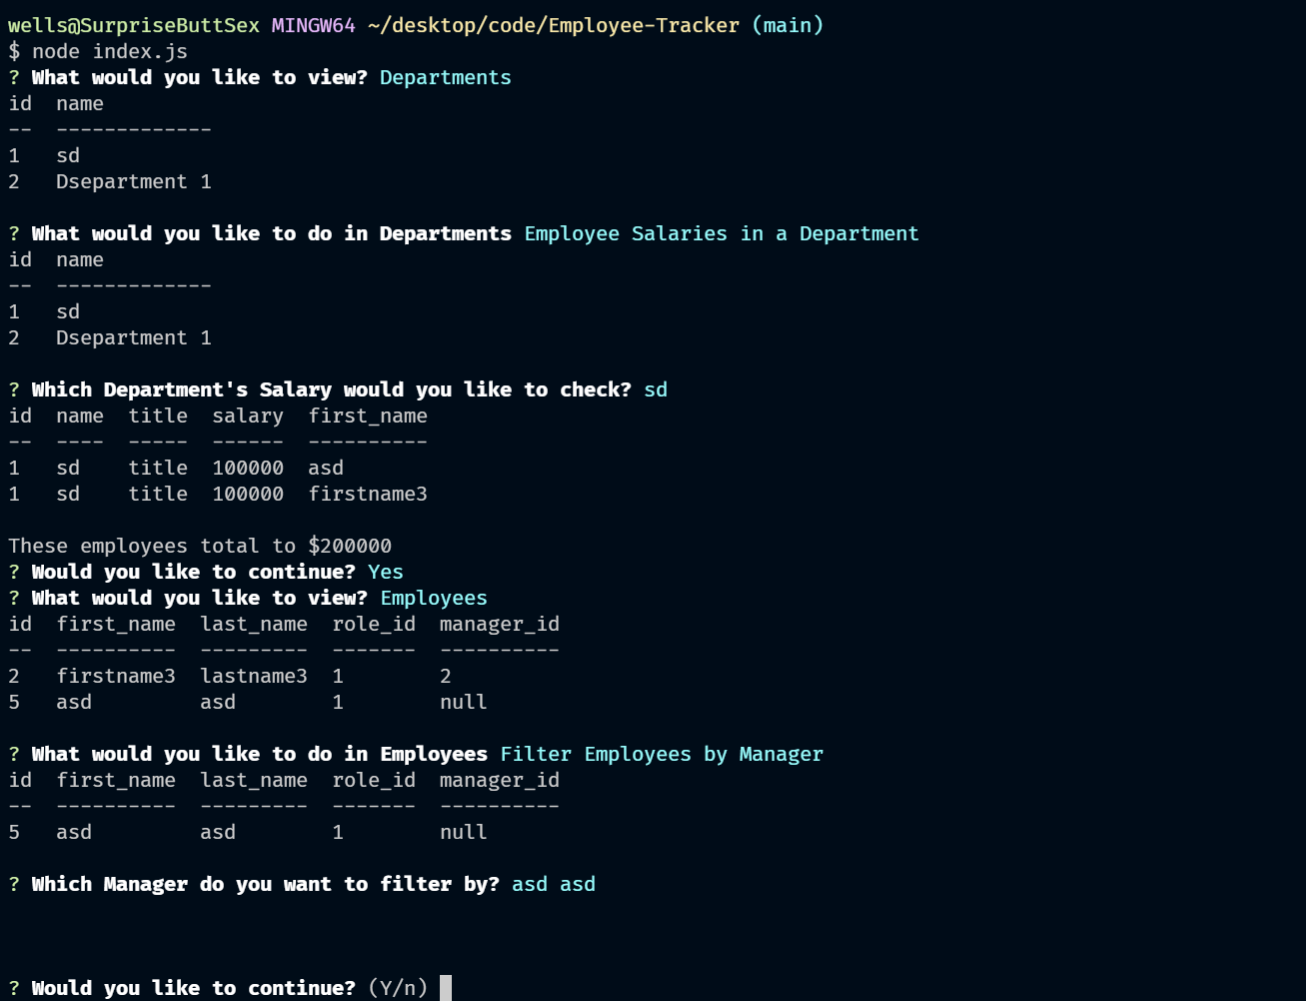 wells@SurpriseButtSex MINGW64 ~/desktop/code/Employee-Tracker (main)
$ node index.js
? What would you like to view? Departments
id  name
--  -------------
1   sd
2   Dsepartment 1
? What would you like to do in Departments Employee Salaries in a Department
id  name
--  -------------
1   sd
2   Dsepartment 1
? Which Department's Salary would you like to check? sd
id  name  title  salary  first_name
--  ----  -----  ------  ----------
1   sd    title  100000  asd
1   sd    title  100000  firstname3
These employees total to $200000
? Would you like to continue? Yes
? What would you like to view? Employees
id  first_name  last_name  role_id  manager_id
--  ----------  ---------  -------  ----------
2   firstname3  lastname3  1        2
5   asd         asd        1        null
? What would you like to do in Employees Filter Employees by Manager
id  first_name  last_name  role_id  manager_id
--  ----------  ---------  -------  ----------
5   asd         asd        1        null
? Which Manager do you want to filter by? asd asd
? Would you like to continue? (Y/n)